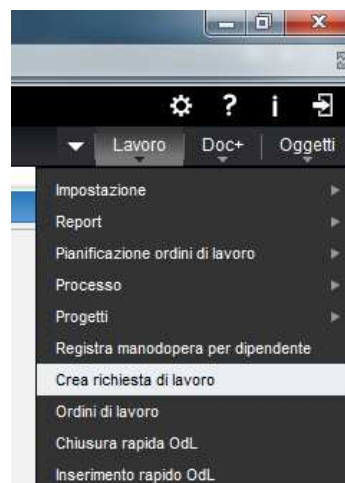 ? i
Lavoro Doc+ Oggetti
Impostazione
Report
Pianificazione ordini di lavoro
Processo
Progetti
Registra manodopera per dipendente
Crea richiesta di lavoro
Ordini di lavoro
Chiusura rapida OdL
Inserimento rapido OdL